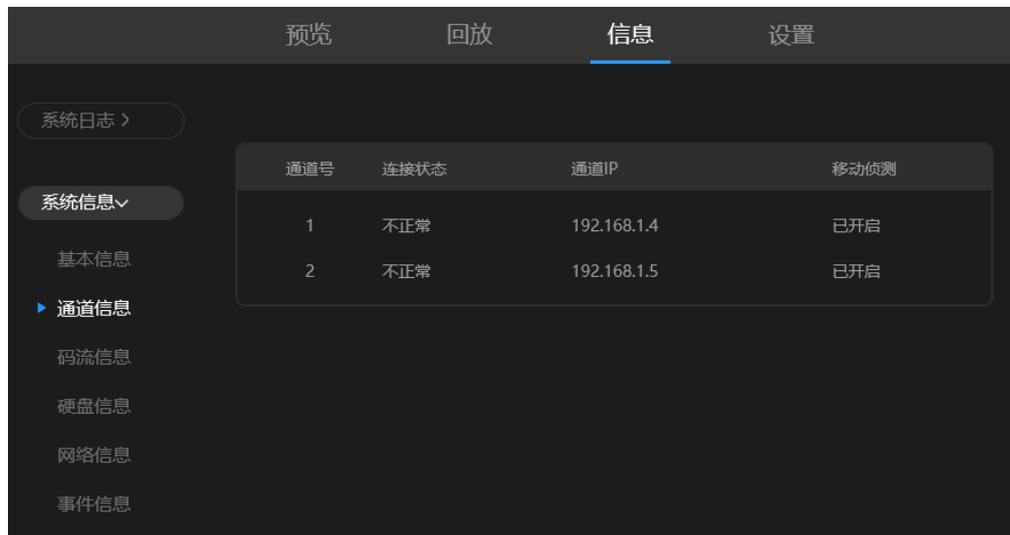 预览 回放 信息 设置
系统日志
通道号 连接状态 通道IP 移动侦测
系统信息
1 不正常 192.168.1.4 已开启
基本信息
2 不正常 192.168.1.5 已开启
通道信息
码流信息
硬盘信息
网络信息
事件信息